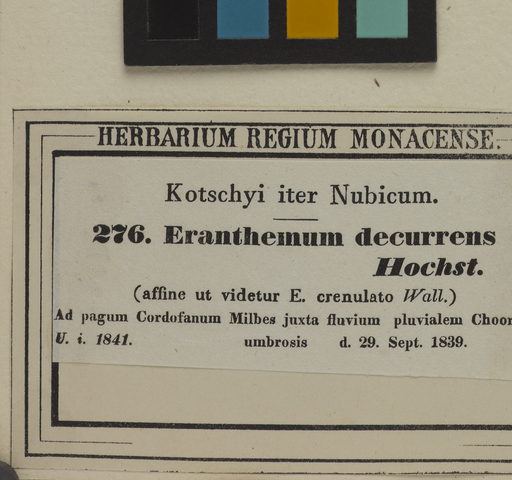 HERBARIUM REGIUM MONACENSE.
Kotschyi iter Nubicum.
276. Eranthemum decurrens
Hochst.
(affine ut videtur E. crenulato Wall.)
Ad pagum Cordofanum Milbes juxta fluvium pluvialem Choor
U. i. 1841. umbrosis d. 29. Sept. 1839.